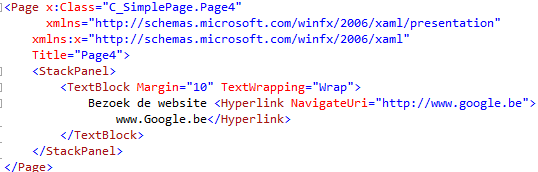 <Page x:Class="C_SimplePage.Page4"
xmlns="http://schemas.microsoft.com/winfx/2006/xaml/presentation"
xmlns:x="http://schemas.microsoft.com/winfx/2006/xaml"
Title="Page4">
<StackPanel>
<TextBlock Margin="10" TextWrapping="Wrap">
Bezoek de website <Hyperlink NavigateUri="http://www.google.be">
www.Google.be</Hyperlink>
</TextBlock>
</StackPanel>
</Page>